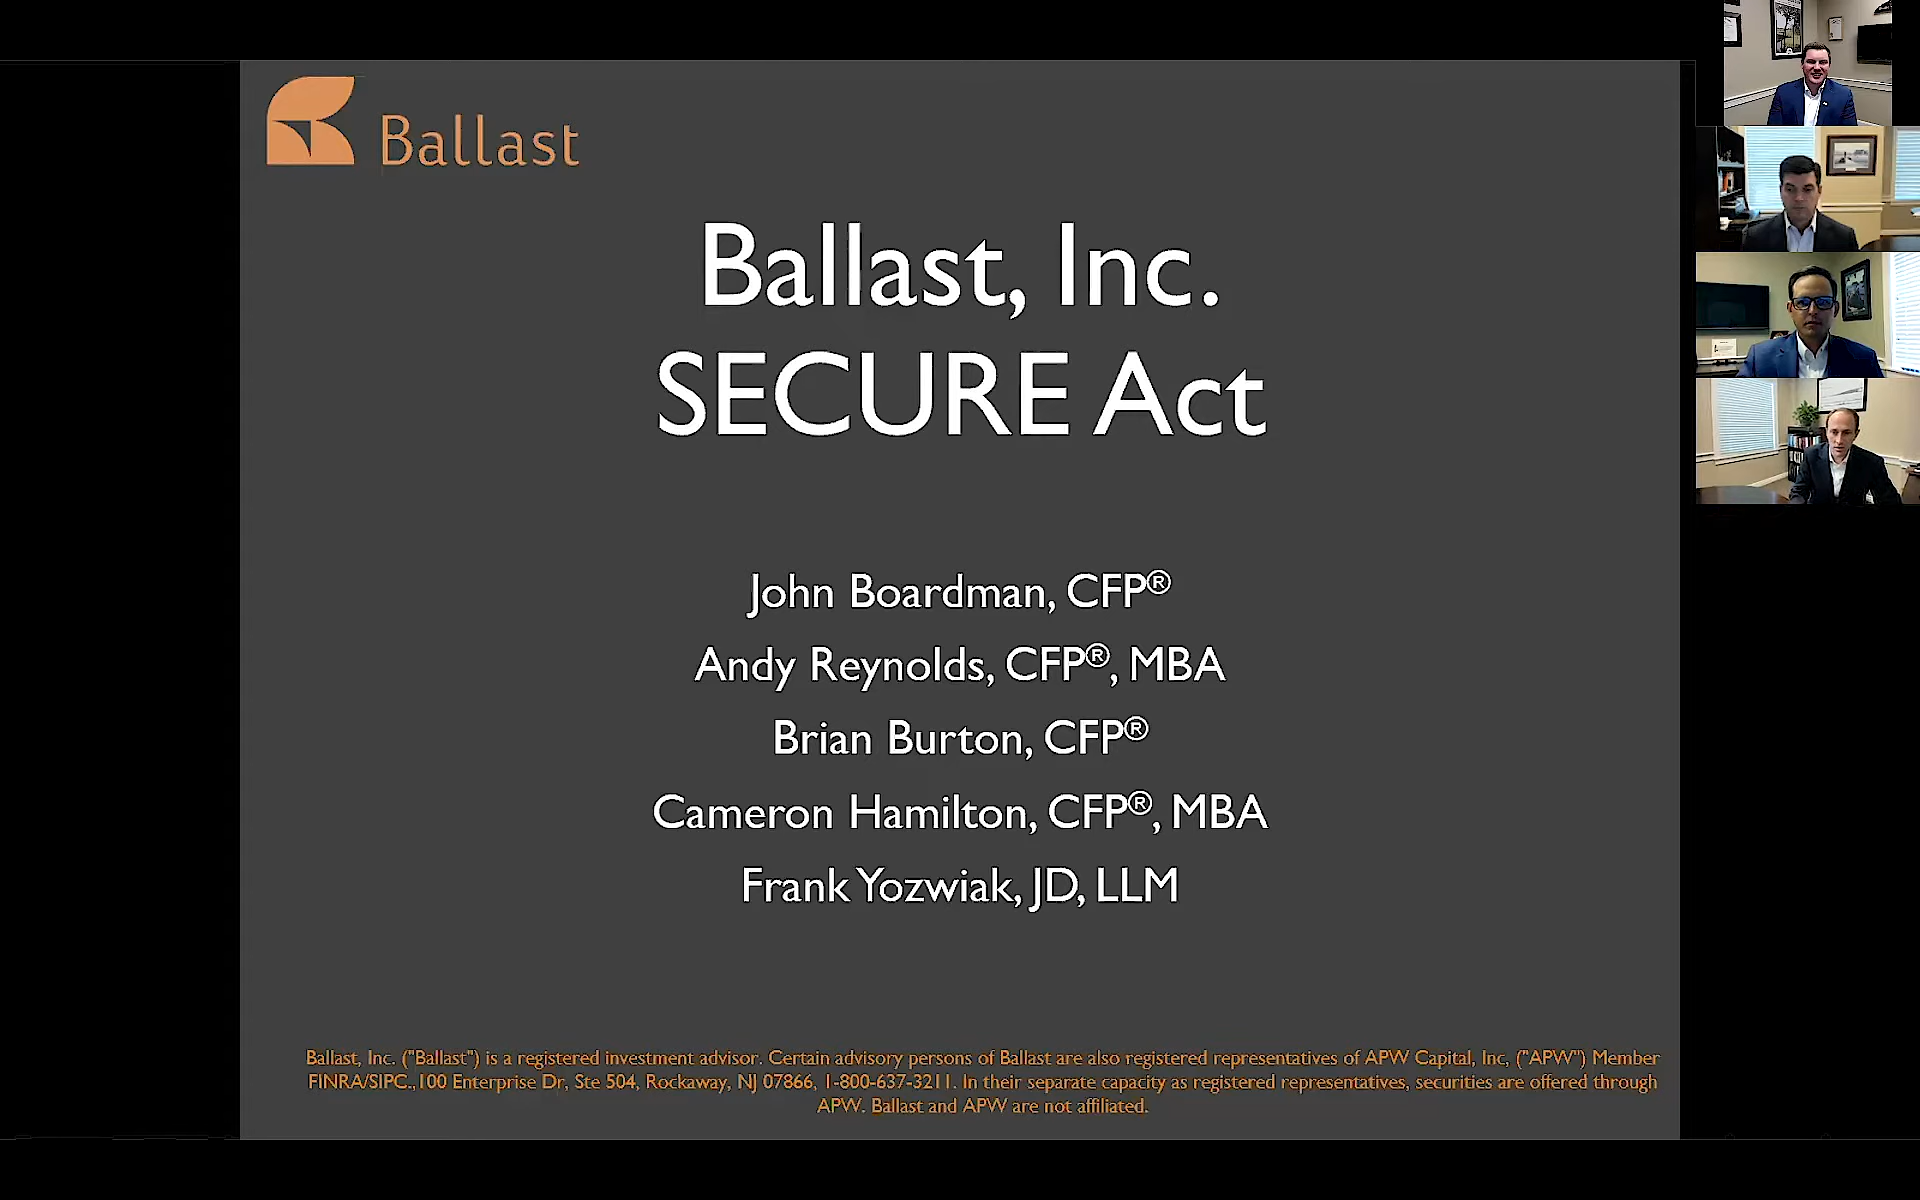 Ballast
Ballast, Inc.
SECURE Act
John Boardman, CFP®
Andy Reynolds, CFP®, MBA
Brian Burton, CFP®
Cameron Hamilton, CFP®, MBA
Frank Yozwiak, JD, LLM
Ballast, Inc. ("Ballast") is a registered investment advisor. Certain advisory persons of Ballast are also registered representatives of APW Capital, Inc, ("APW") Member
FINRA/SIPC.,100 Enterprise Dr, Ste 504, Rockaway, NJ 07866, 1-800-637-3211. In their separate capacity as registered representatives, securities are offered through
APW. Ballast and APW are not affiliated.